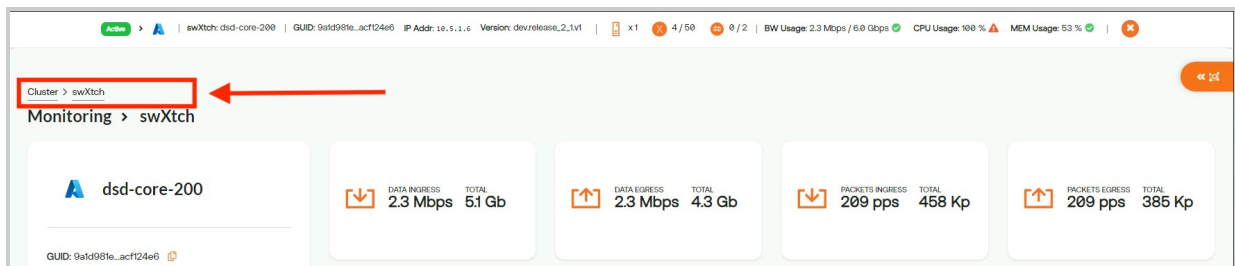 Active > | swXtch: dsd-core-200 | GUID: 9a1d981e...acf124e6 IP Addr: 10.5.1.6 Version: dev.release_2_1.v1 | x1 4 / 50 0 / 2 | BW Usage: 2.3 Mbps / 6.0 Gbps CPU Usage: 100 % MEM Usage: 53 % |
Cluster > swXtch
Monitoring > swXtch
dsd-core-200
DATA INGRESS TOTAL
2.3 Mbps 5.1 Gb
DATA EGRESS TOTAL
2.3 Mbps 4.3 Gb
PACKETS INGRESS TOTAL
209 pps 458 Kp
PACKETS EGRESS TOTAL
209 pps 385 Kp
GUID: 9a1d981e...acf124e6